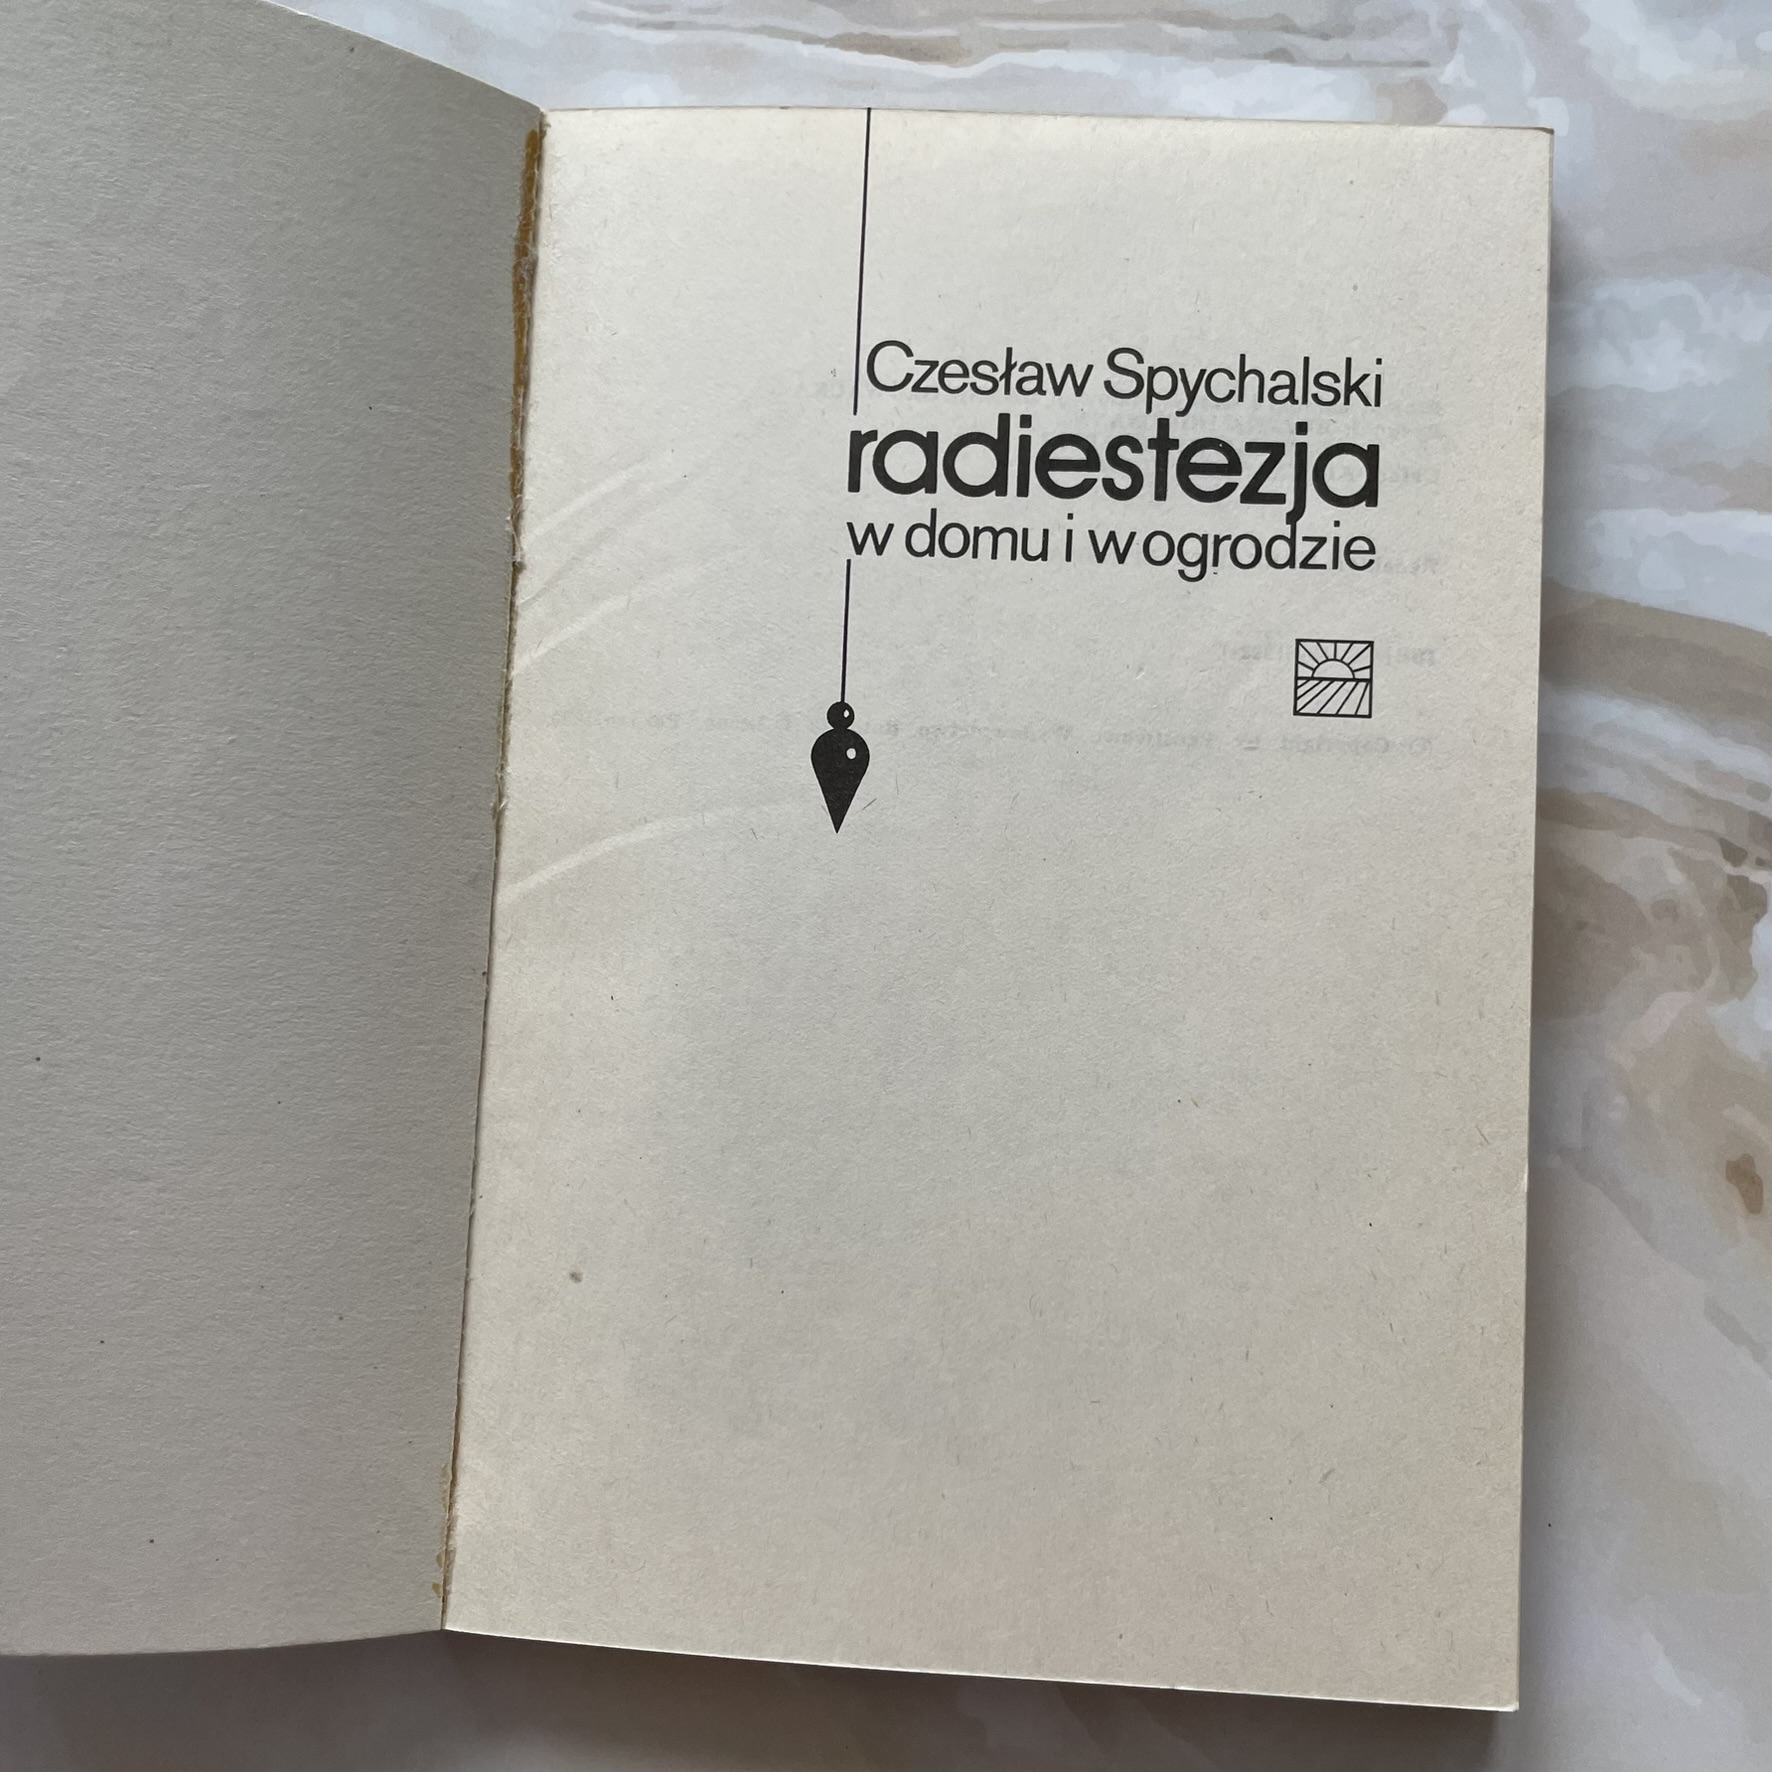 Czesław Spychalski
radiestezja
w domu i w ogrodzie